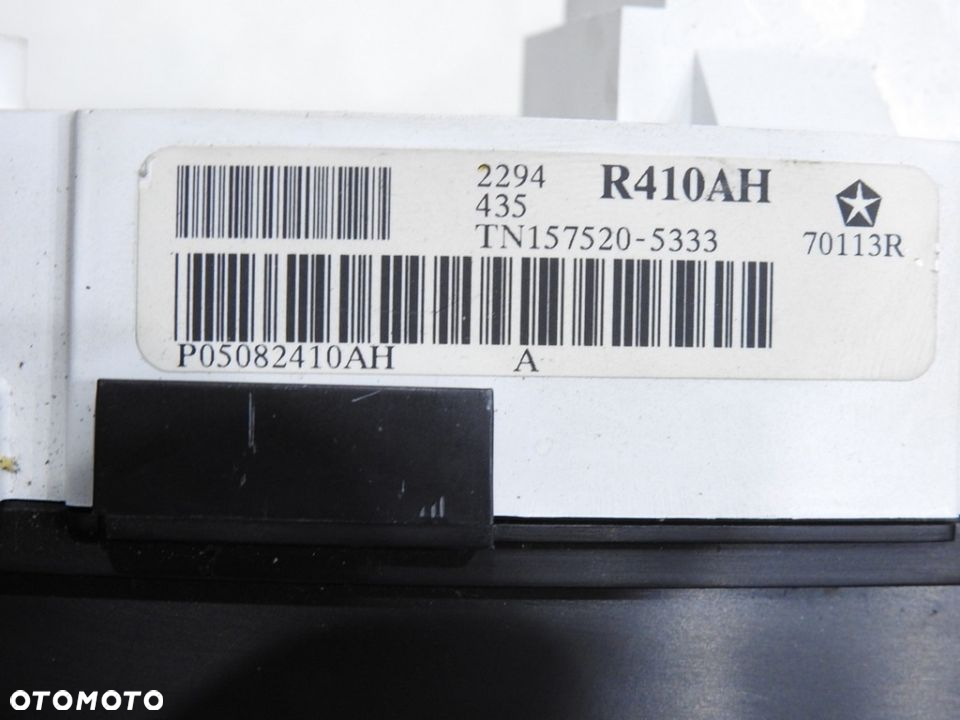 2294 R410AH
435
TN157520-5333 70113R
P05082410AH A
OTOMOTO